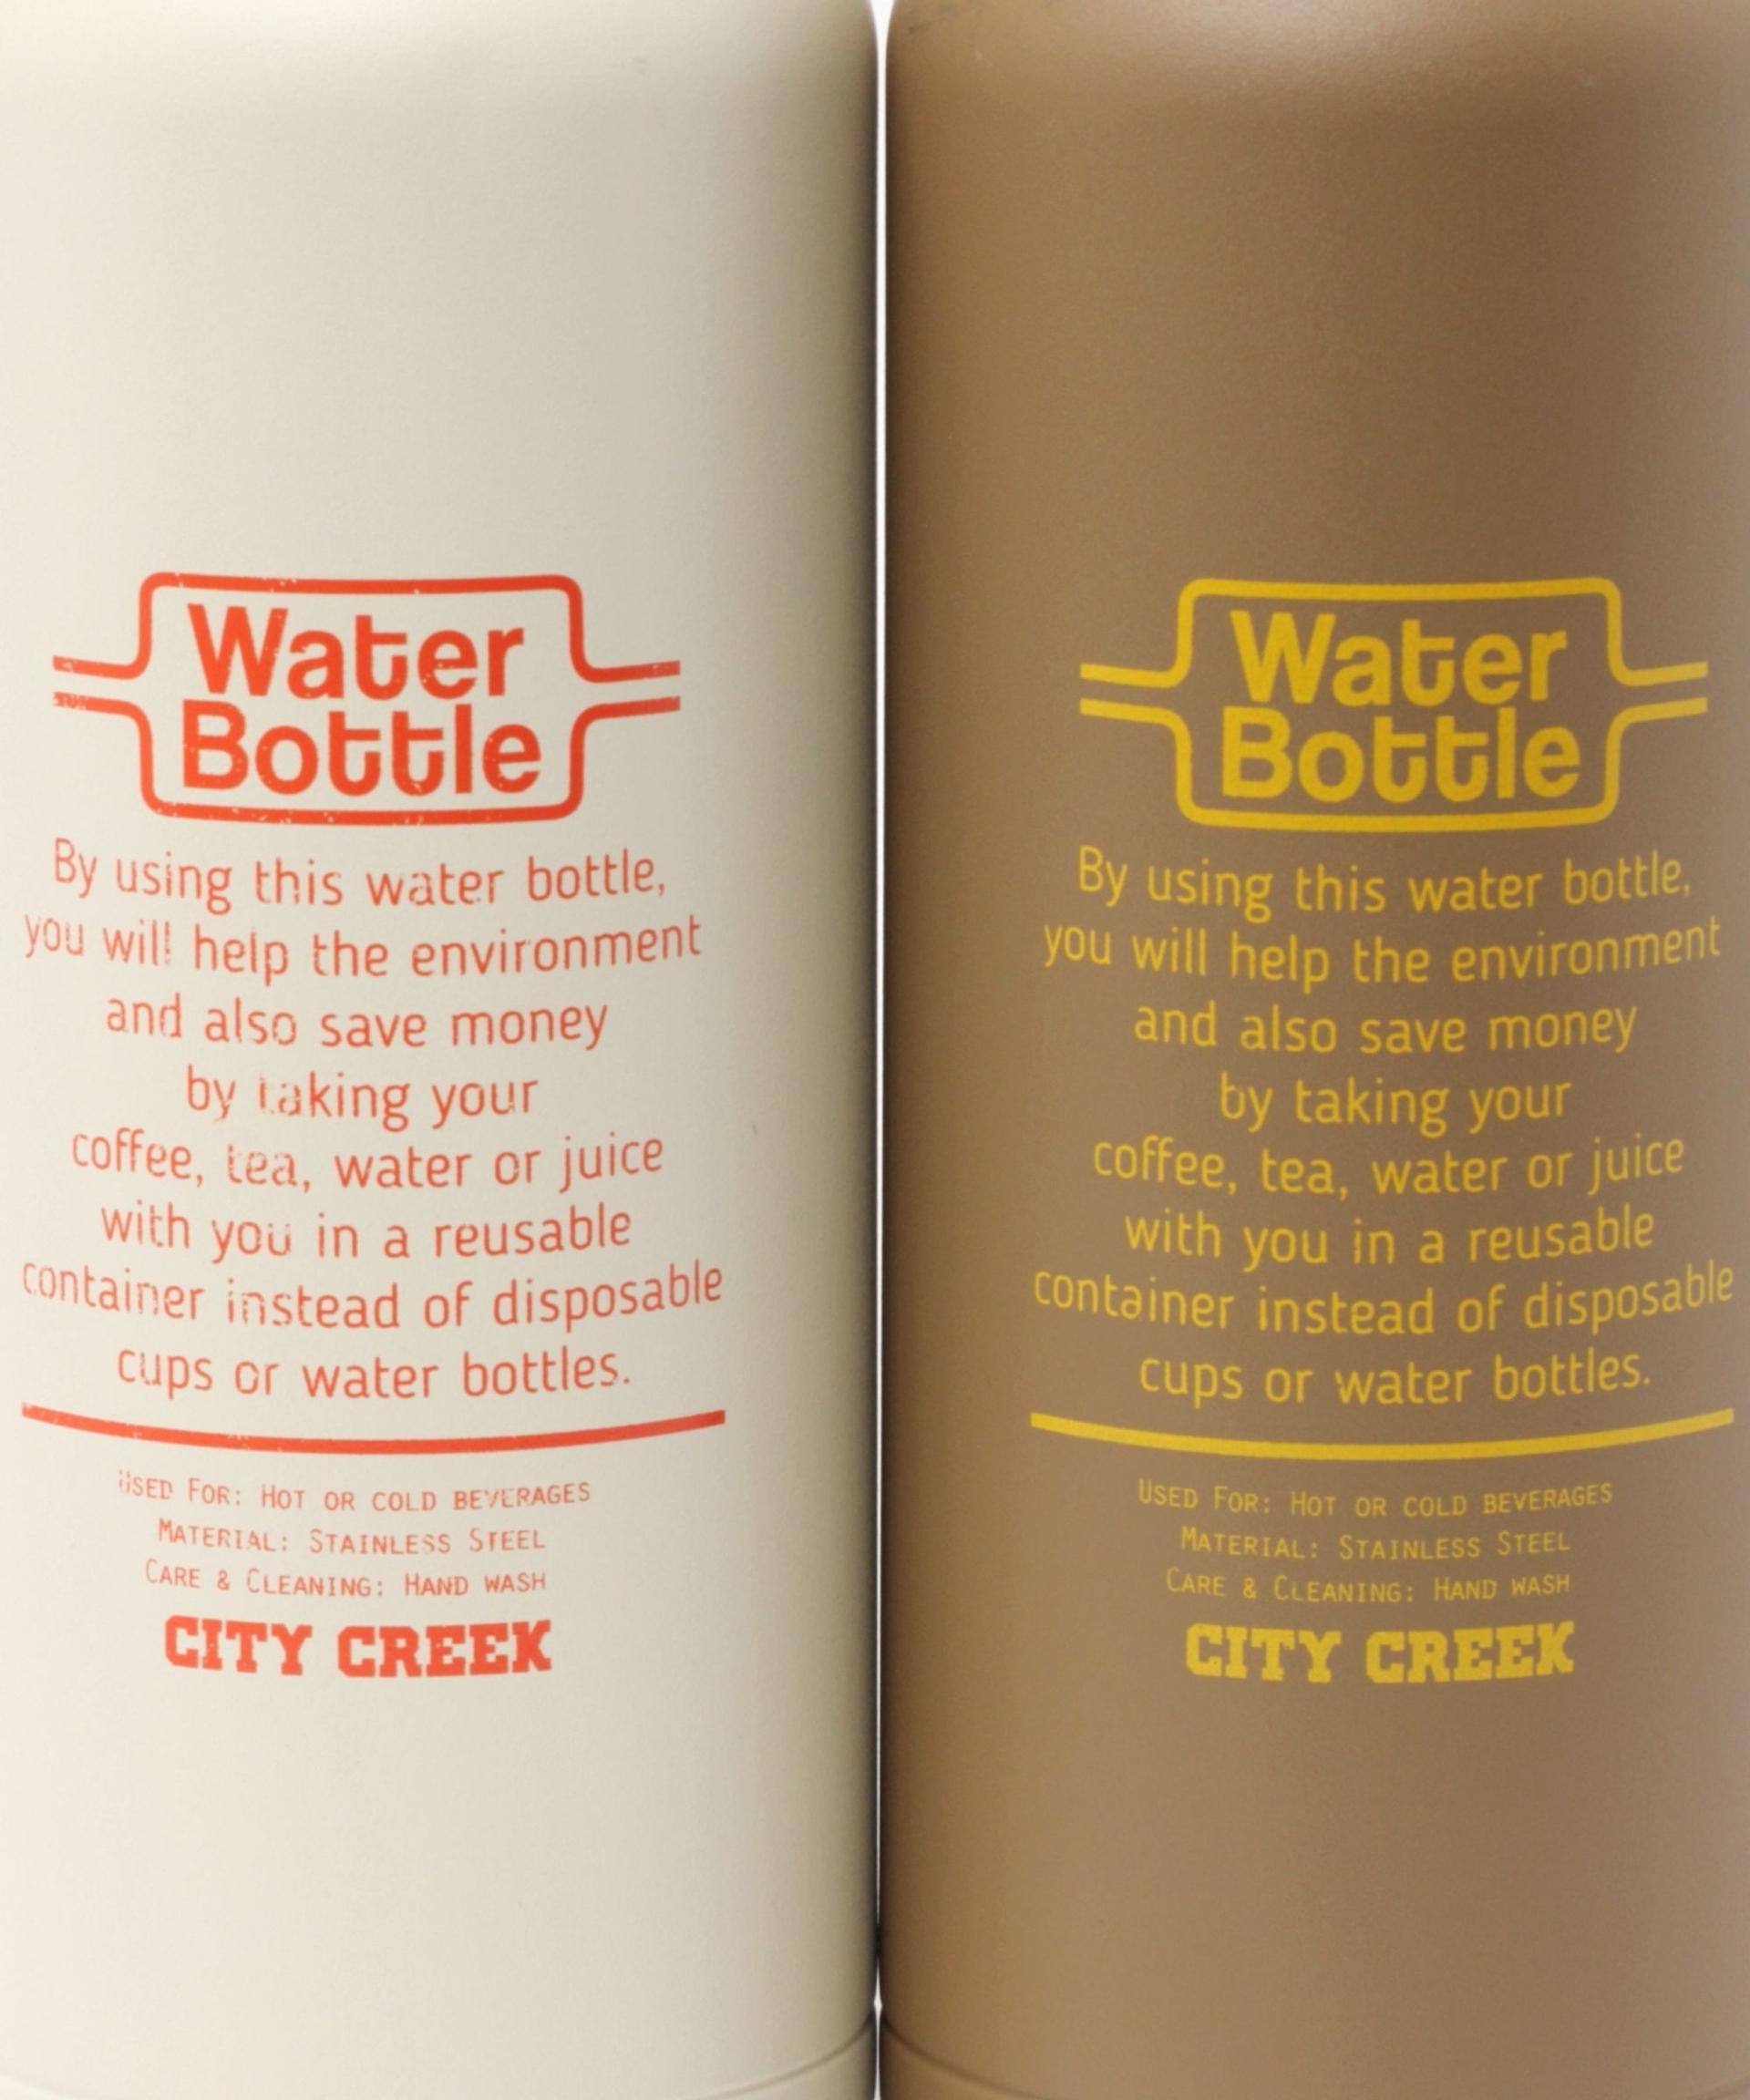 Water
Bottle
By using this water bottle,
you will help the environment
and also save money
by taking your
coffee, tea, water or juice
with you in a reusable
container instead of disposable
cups or water bottles.
USED FOR: HOT OR COLD BEVERAGES
MATERIAL: STAINLESS STEEL
CARE & CLEANING: HAND WASH
CITY CREEK
Water
Bottle
By using this water bottle,
you will help the environment
and also save money
by taking your
coffee, tea, water or juice
with you in a reusable
container instead of disposable
cups or water bottles.
USED FOR: HOT OR COLD BEVERAGES
MATERIAL: STAINLESS STEEL
CARE & CLEANING: HAND WASH
CITY CREEK